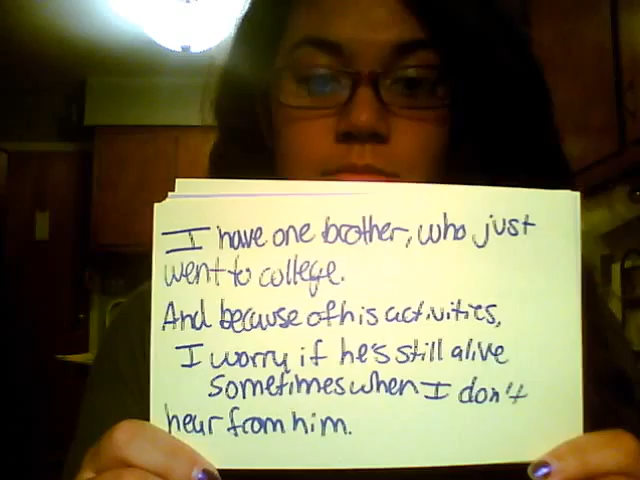 I have one brother, who just
went to college.
And because of his activities,
I worry if he's still alive
sometimes when I don't
hear from him.